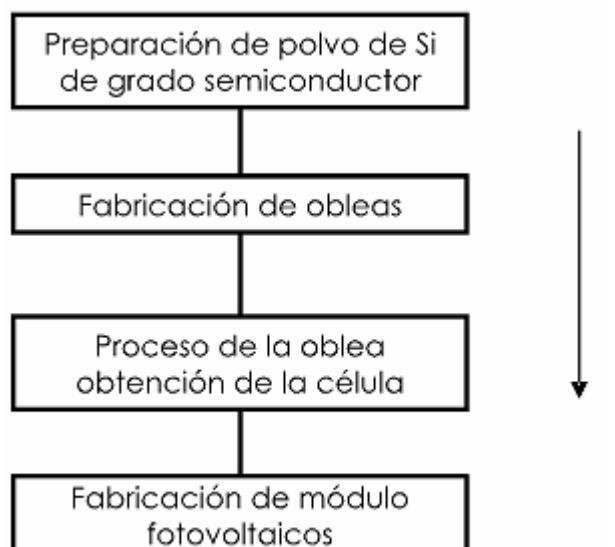 Preparación de polvo de Si
de grado semiconductor
Fabricación de obleas
Proceso de la oblea
obtención de la célula
Fabricación de módulo
fotovoltaicos